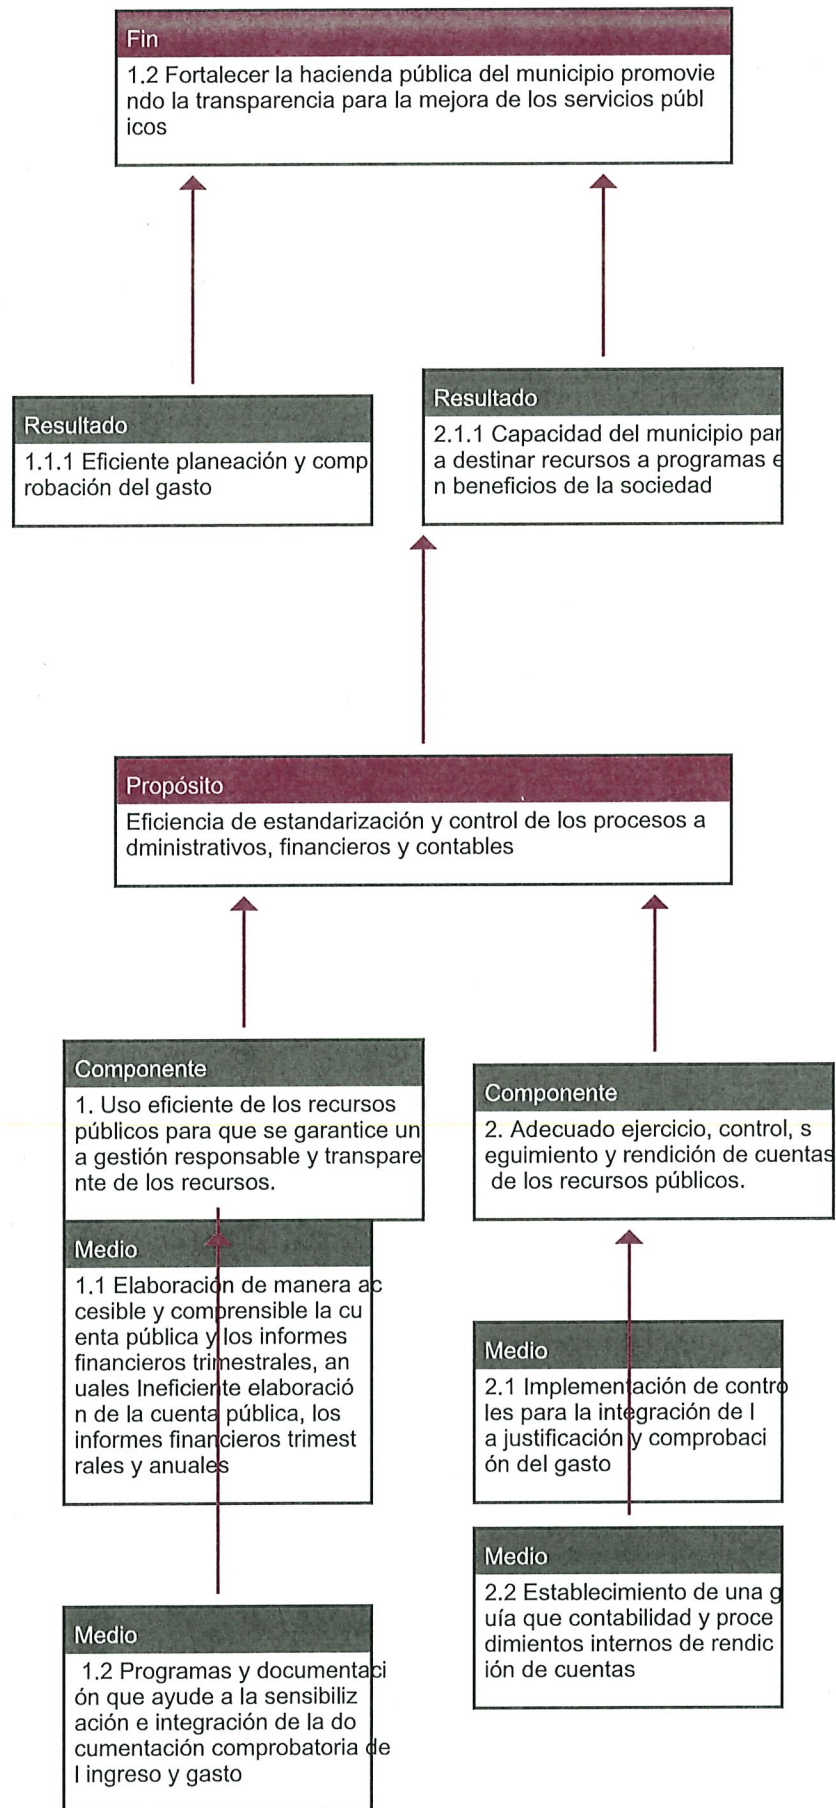 Fin
1.2 Fortalecer la hacienda pública del municipio promovie
ndo la transparencia para la mejora de los servicios públ
icos
Resultado
1.1.1 Eficiente planeación y comp
robación del gasto
Resultado
2.1.1 Capacidad del municipio par
a destinar recursos a programas e
n beneficios de la sociedad
Propósito
Eficiencia de estandarización y control de los procesos a
dministrativos, financieros y contables
Componente
1. Uso eficiente de los recursos
públicos para que se garantice un
a gestión responsable y transpare
nte de los recursos.
Componente
2. Adecuado ejercicio, control, s
eguimiento y rendición de cuentas
de los recursos públicos.
Medio
1.1 Elaboración de manera ac
cesible y comprensible la cu
enta pública y los informes
financieros trimestrales, an
uales Ineficiente elaboració
n de la cuenta pública, los
informes financieros trimest
rales y anuales
Medio
2.1 Implementación de contro
les para la integración de l
a justificación y comprobaci
ón del gasto
Medio
2.2 Establecimiento de una g
uía que contabilidad y proce
dimientos internos de rendic
ión de cuentas
Medio
1.2 Programas y documentaci
ón que ayude a la sensibiliz
ación e integración de la do
cumentación comprobatoria de
l ingreso y gasto